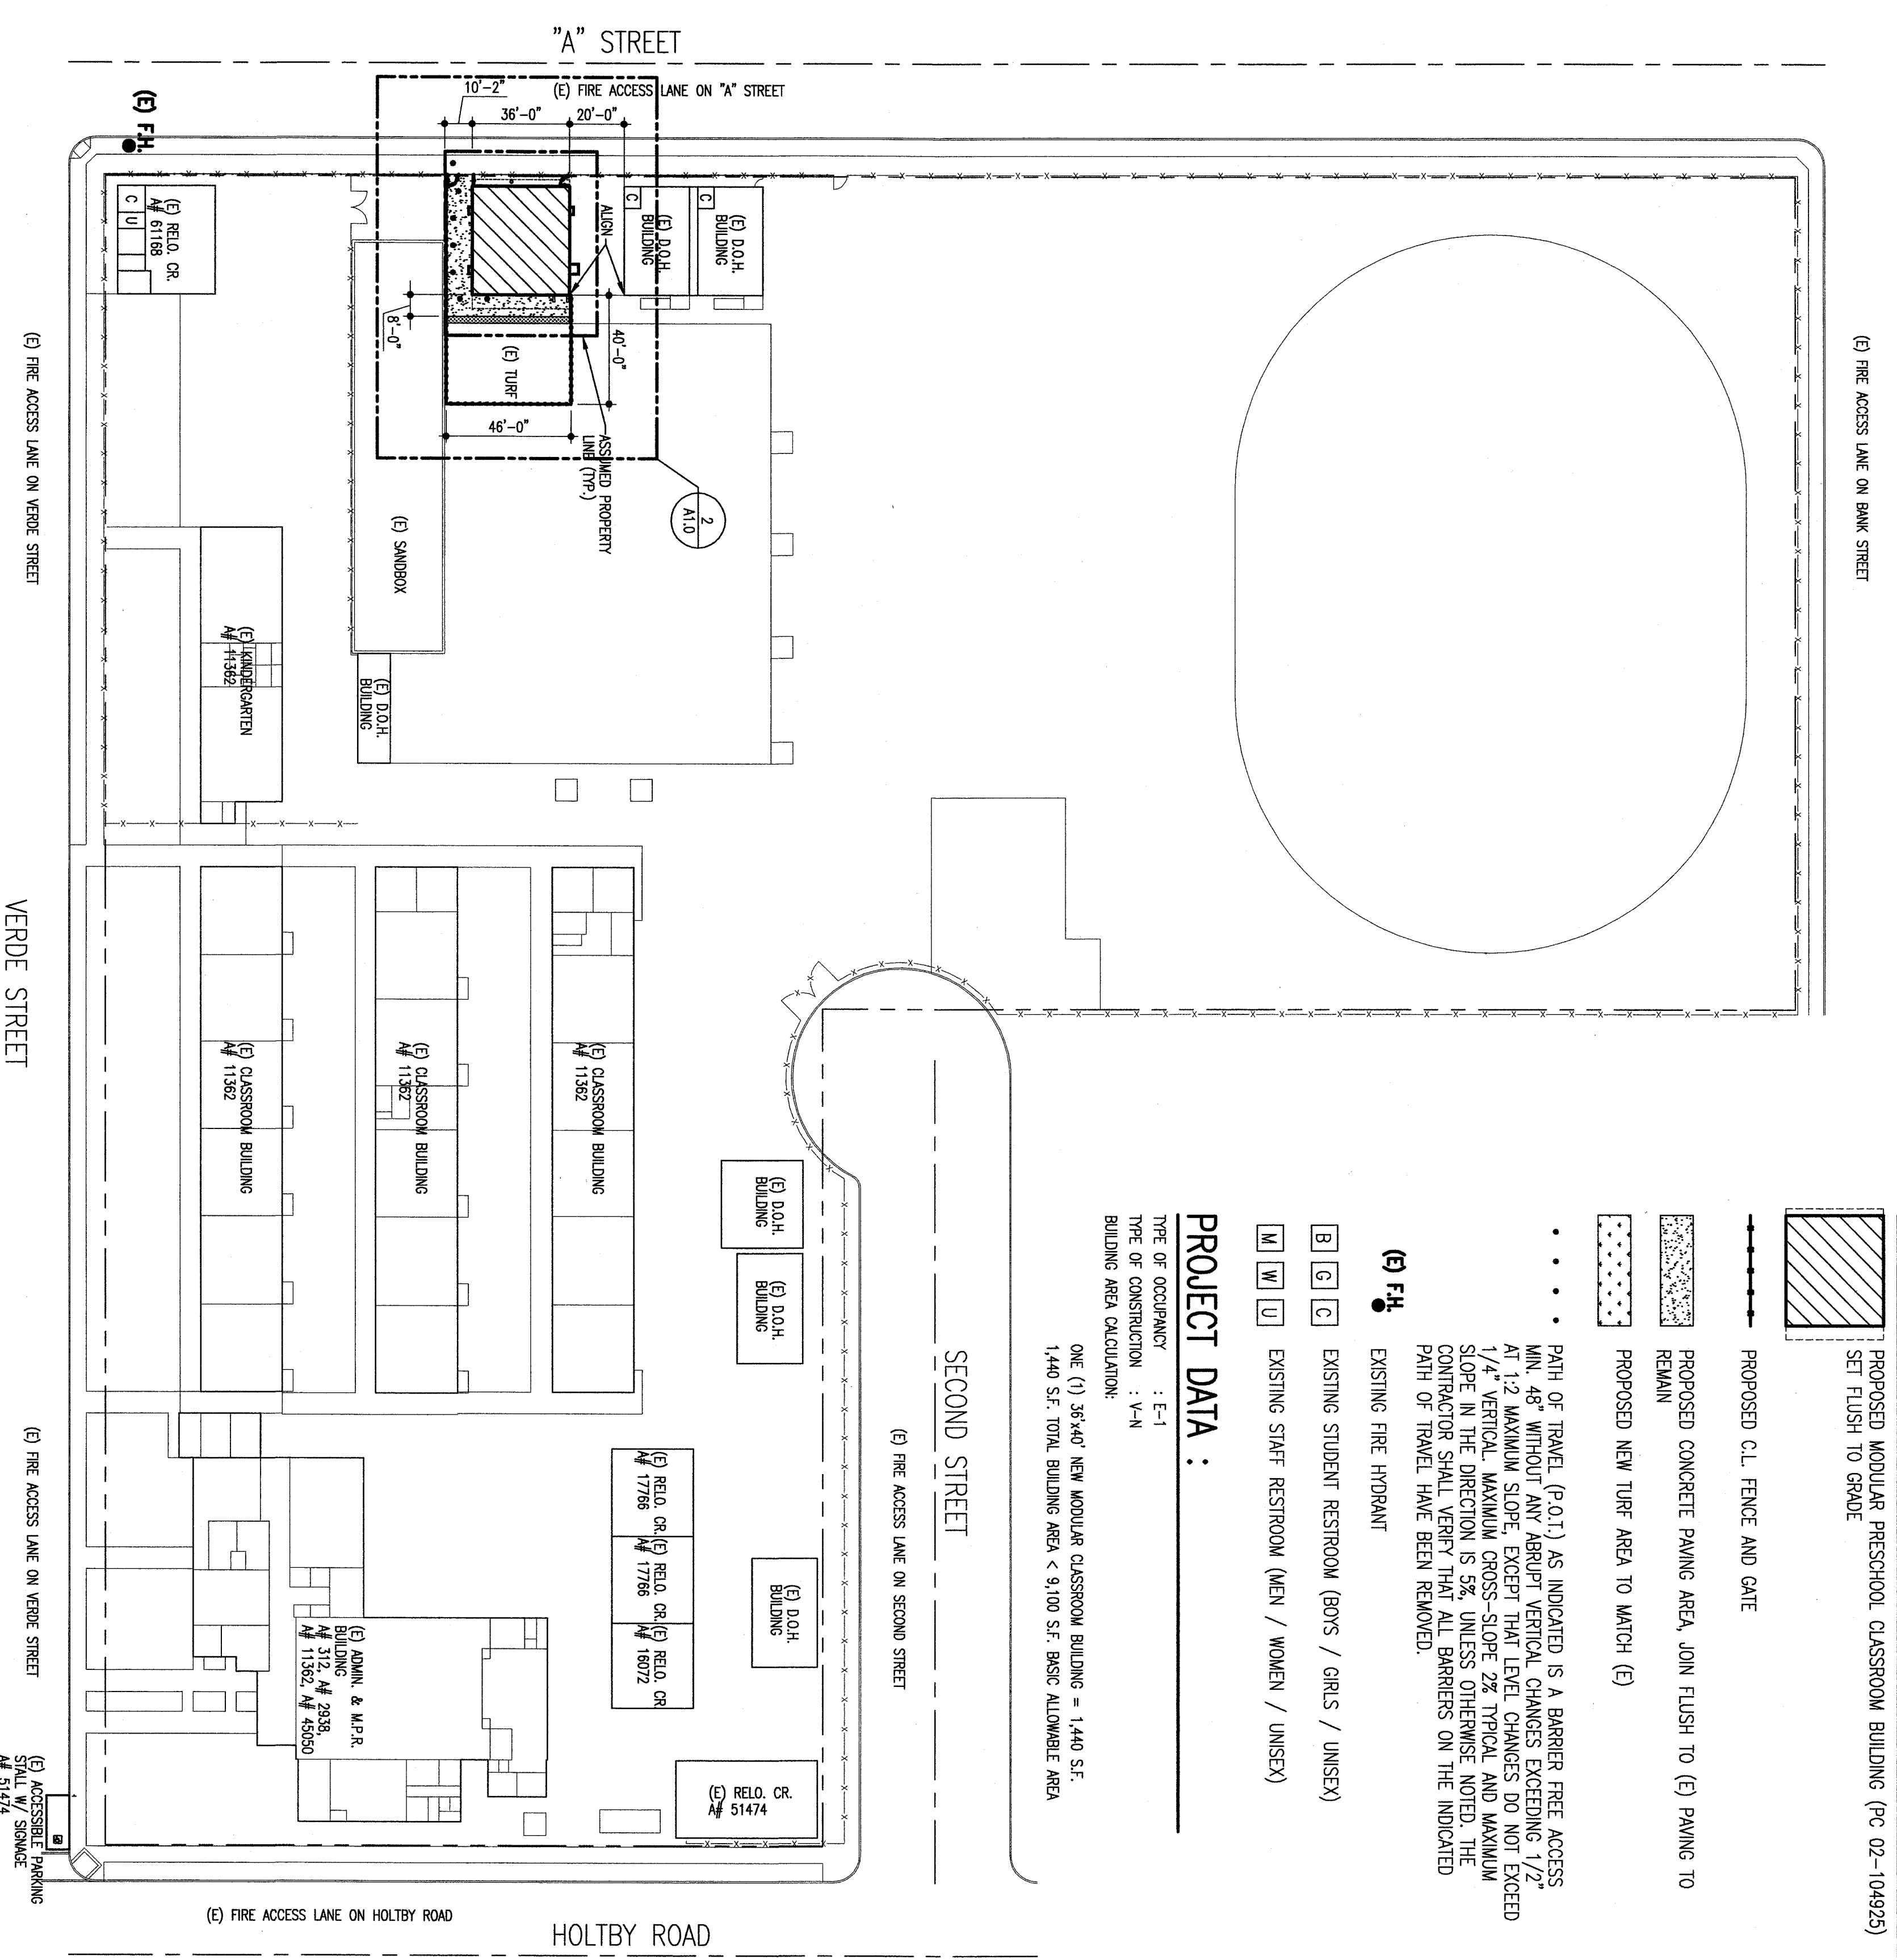 "A" STREET
(E) FIRE ACCESS LANE ON "A" STREET
10'-2"
36'-0"
20'-0"
(E) F.H.
(E) RELO. CR.
A# 61168
C
U
ALIGN
C
(E) D.O.H.
BUILDING
C
(E) D.O.H.
BUILDING
8'-0"
40'-0"
(E) TURF
46'-0"
ASSUMED PROPERTY
LINE (TYP.)
2
A1.0
(E) SANDBOX
(E) D.O.H.
BUILDING
(E) KINDERGARTEN
A# 11362
(E) FIRE ACCESS LANE ON VERDE STREET
(E) FIRE ACCESS LANE ON BANK STREET
VERDE STREET
(E) CLASSROOM BUILDING
A# 11362
(E) CLASSROOM BUILDING
A# 11362
(E) CLASSROOM BUILDING
A# 11362
(E) D.O.H.
BUILDING
(E) D.O.H.
BUILDING
SECOND STREET
(E) FIRE ACCESS LANE ON SECOND STREET
(E) RELO. CR.
A# 17766
(E) RELO. CR.
A# 17766
(E) RELO. CR
A# 16072
(E) D.O.H.
BUILDING
(E) ADMIN. & M.P.R.
BUILDING
A# 312, A# 2938,
A# 11362, A# 45050
(E) RELO. CR.
A# 51474
(E) FIRE ACCESS LANE ON VERDE STREET
(E) ACCESSIBLE PARKING
STALL W/ SIGNAGE
A# 51474
(E) FIRE ACCESS LANE ON HOLTBY ROAD
HOLTBY ROAD
PROPOSED MODULAR PRESCHOOL CLASSROOM BUILDING (PC 02-104925)
SET FLUSH TO GRADE
PROPOSED C.L. FENCE AND GATE
PROPOSED CONCRETE PAVING AREA, JOIN FLUSH TO (E) PAVING TO
REMAIN
PROPOSED NEW TURF AREA TO MATCH (E)
PATH OF TRAVEL (P.O.T.) AS INDICATED IS A BARRIER FREE ACCESS
MIN. 48" WITHOUT ANY ABRUPT VERTICAL CHANGES EXCEEDING 1/2"
AT 1:2 MAXIMUM SLOPE, EXCEPT THAT LEVEL CHANGES DO NOT EXCEED
1/4" VERTICAL. MAXIMUM CROSS-SLOPE 2% TYPICAL AND MAXIMUM
SLOPE IN THE DIRECTION IS 5%, UNLESS OTHERWISE NOTED. THE
CONTRACTOR SHALL VERIFY THAT ALL BARRIERS ON THE INDICATED
PATH OF TRAVEL HAVE BEEN REMOVED.
(E) F.H. EXISTING FIRE HYDRANT
B G C EXISTING STUDENT RESTROOM (BOYS / GIRLS / UNISEX)
M W U EXISTING STAFF RESTROOM (MEN / WOMEN / UNISEX)
PROJECT DATA :
TYPE OF OCCUPANCY : E-1
TYPE OF CONSTRUCTION : V-N
BUILDING AREA CALCULATION:
ONE (1) 36'x40' NEW MODULAR CLASSROOM BUILDING = 1,440 S.F.
1,440 S.F. TOTAL BUILDING AREA < 9,100 S.F. BASIC ALLOWABLE AREA